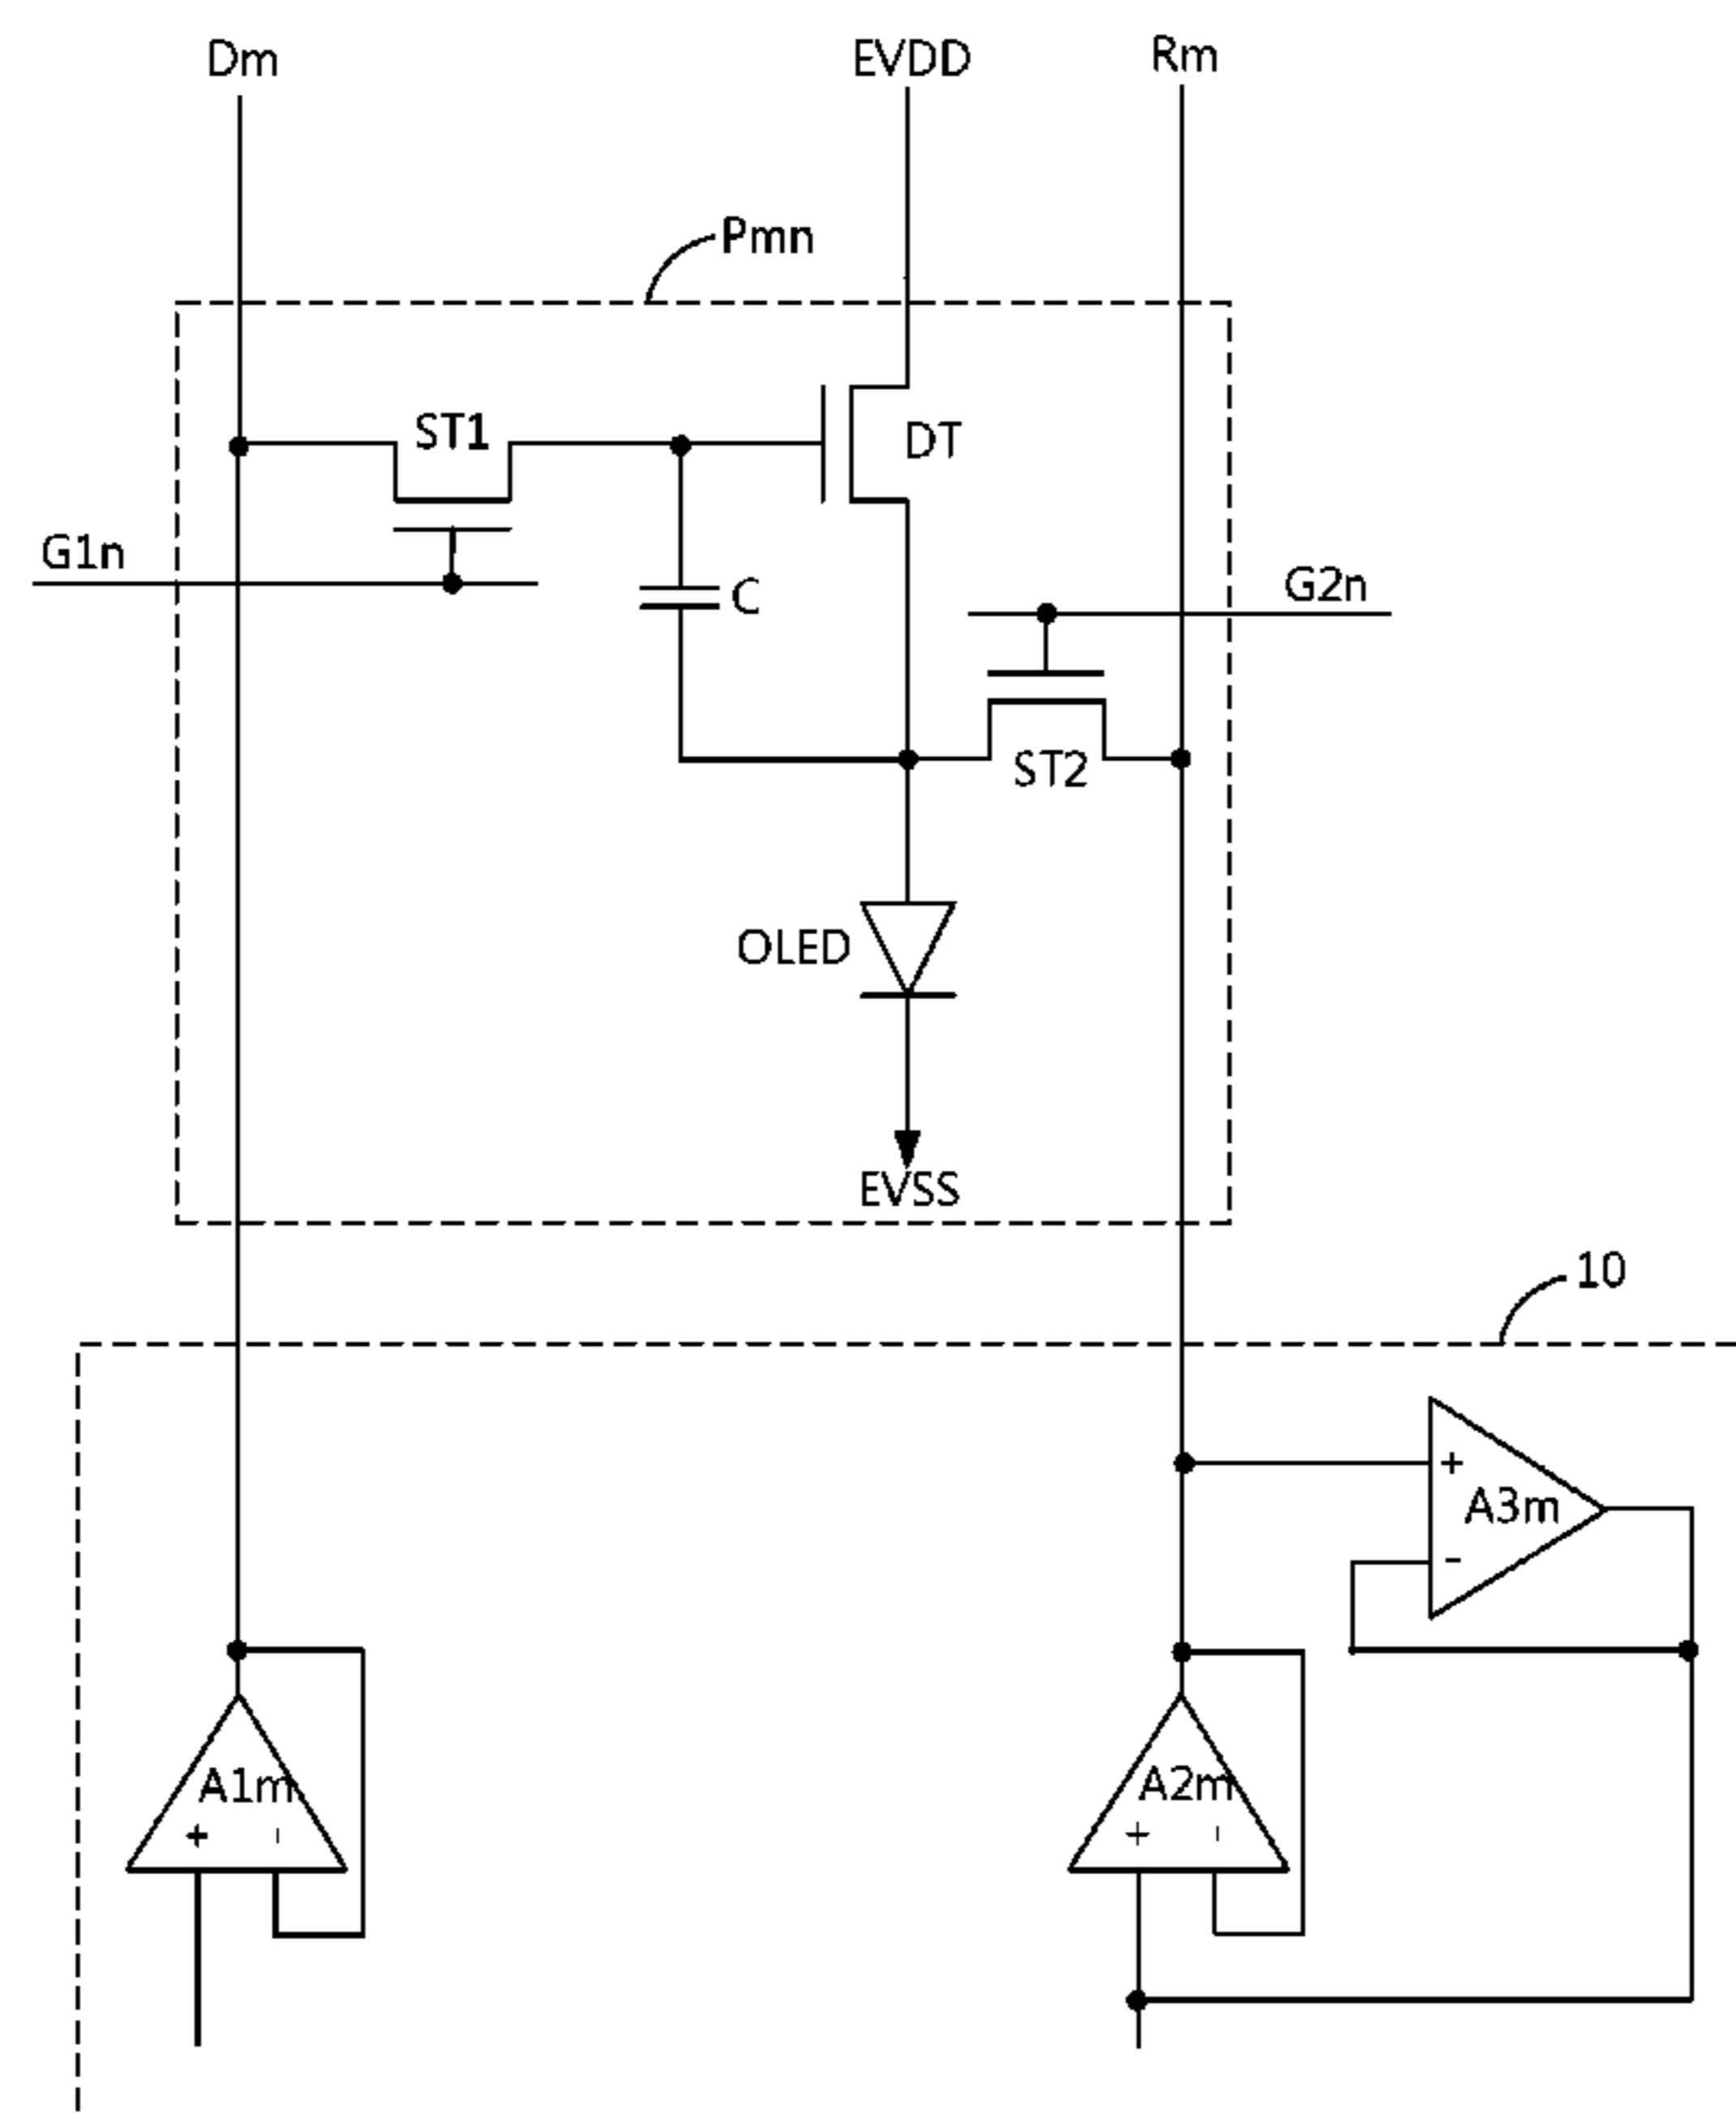 Dm
EVDD
Rm
Pmn
ST1
DT
G1n
C
G2n
ST2
OLED
EVSS
10
+
A3m
-
A1m
+ -
A2m
+ -